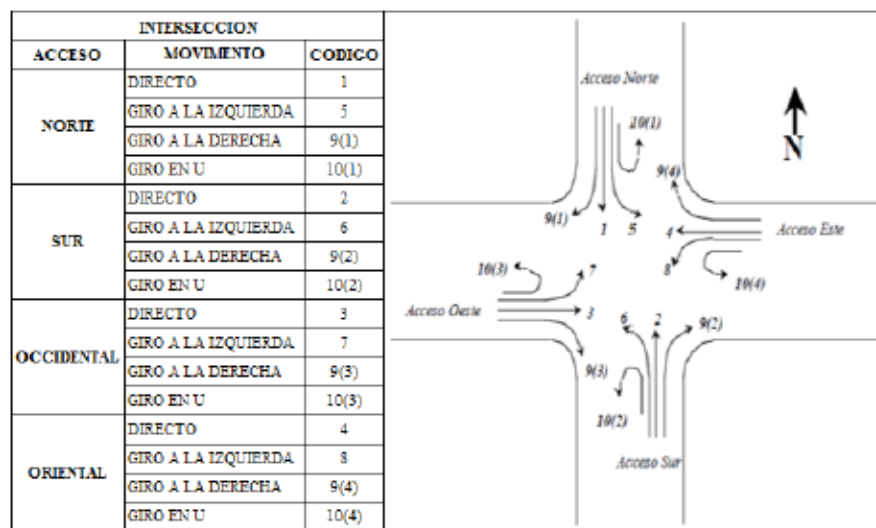 INTERSECCION
ACCESO MOVIMENTO CODIGO
NORTE
DIRECTO 1
GIRO A LA IZQUIERDA 5
GIRO A LA DERECHA 9(1)
GIRO EN U 10(1)
SUR
DIRECTO 2
GIRO A LA IZQUIERDA 6
GIRO A LA DERECHA 9(2)
GIRO EN U 10(2)
OCCIDENTAL
DIRECTO 3
GIRO A LA IZQUIERDA 7
GIRO A LA DERECHA 9(3)
GIRO EN U 10(3)
ORIENTAL
DIRECTO 4
GIRO A LA IZQUIERDA 8
GIRO A LA DERECHA 9(4)
GIRO EN U 10(4)
Acceso Norte
10(1)
N
9(4)
9(1)
1
5
4
Acceso Este
8
10(3)
7
10(4)
Acceso Oeste
3
6
2
9(2)
9(3)
10(2)
Acceso Sur